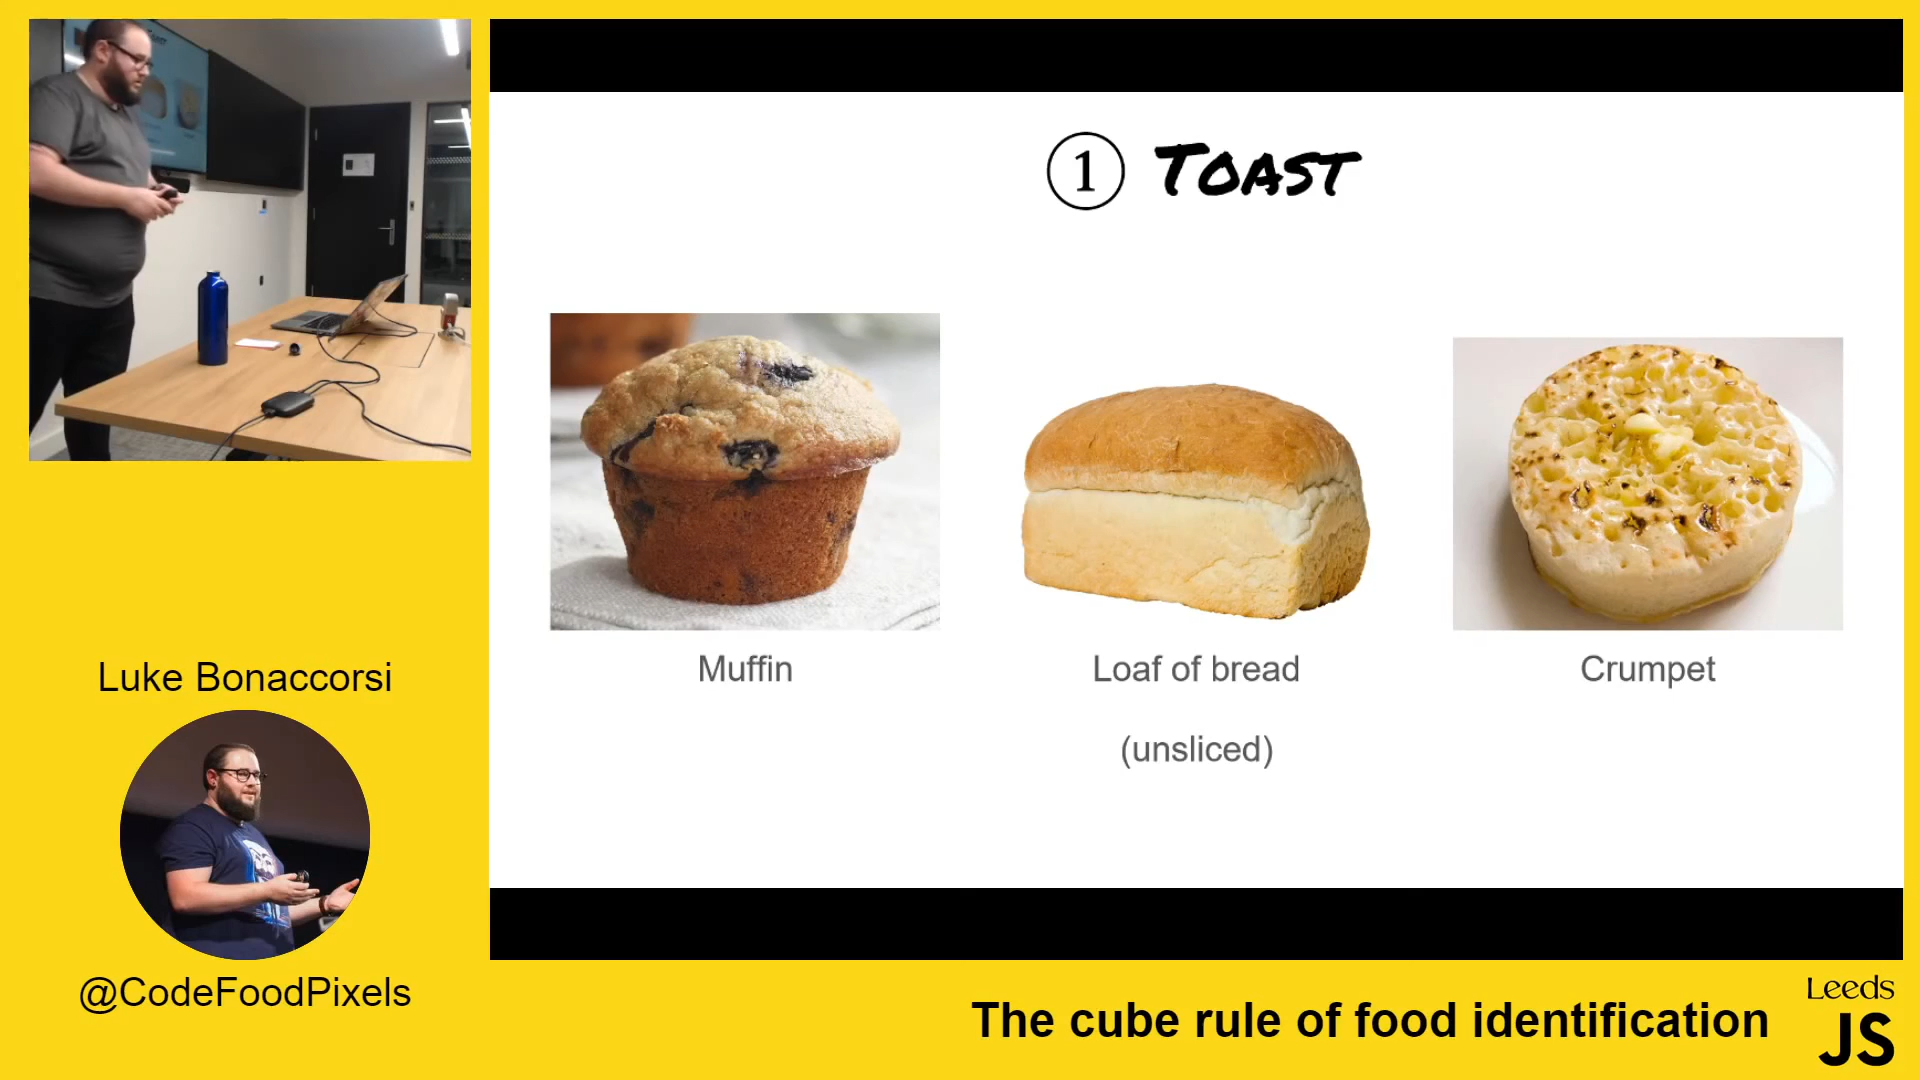 ① TOAST
Muffin
Loaf of bread
(unsliced)
Crumpet
Luke Bonaccorsi
@CodeFoodPixels
The cube rule of food identification
Leeds
JS